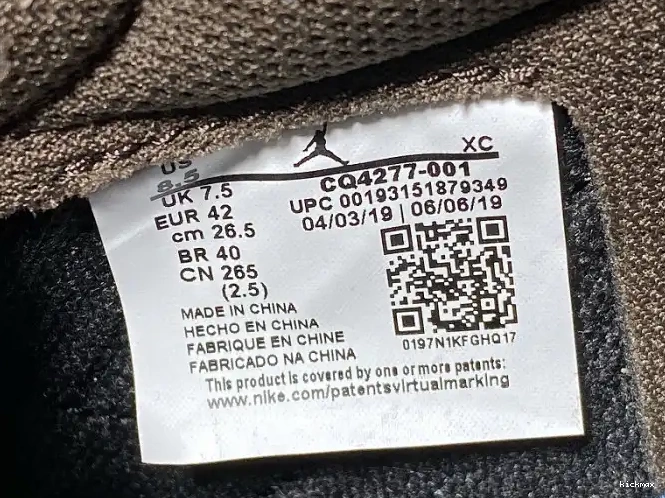 US
8.5
UK 7.5
EUR 42
cm 26.5
BR 40
CN 265
(2.5)
XC
CQ4277-001
UPC 00193151879349
04/03/19 | 06/06/19
0197N1KFGHQ17
MADE IN CHINA
HECHO EN CHINA
FABRIQUE EN CHINE
FABRICADO NA CHINA
This product is covered by one or more patents:
www.nike.com/patentsvirtualmarking
kickmax